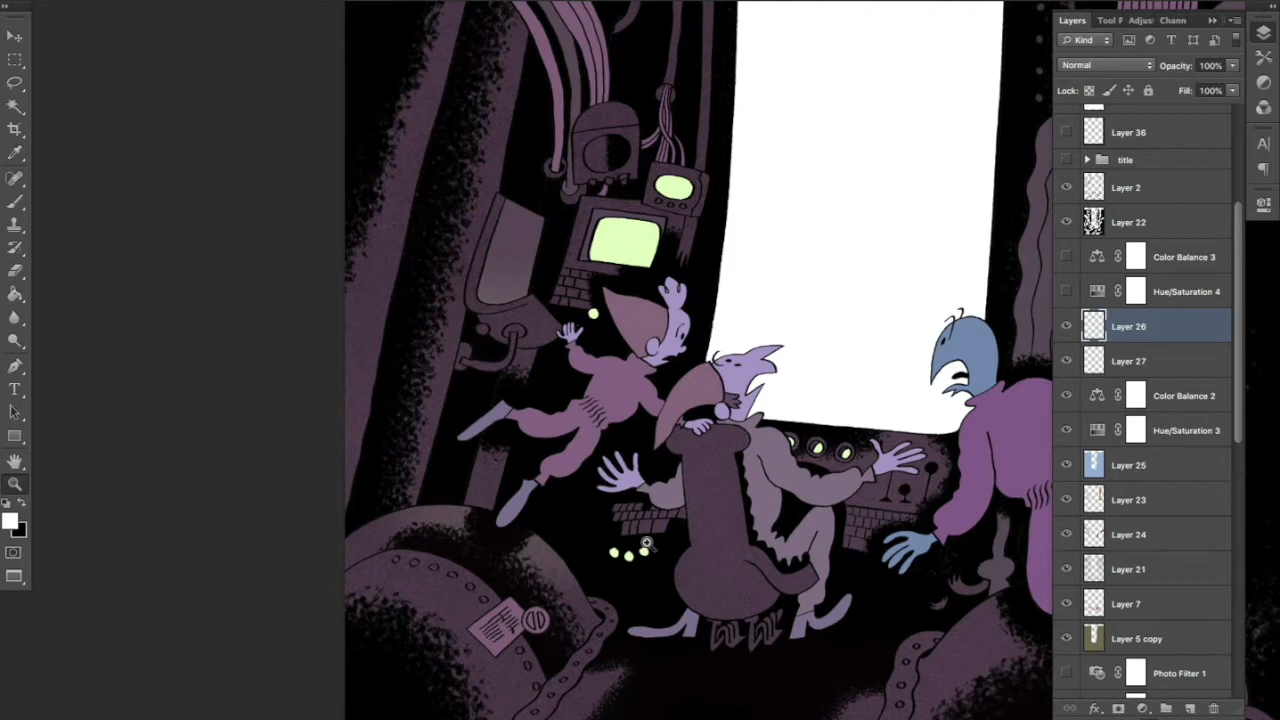 Layers Tool F Adjus Chann
Kind
Normal Opacity: 100%
Lock: Fill: 100%
Layer 36
title
Layer 2
Layer 22
Color Balance 3
Hue/Saturation 4
Layer 26
Layer 27
Color Balance 2
Hue/Saturation 3
Layer 25
Layer 23
Layer 24
Layer 21
Layer 7
Layer 5 copy
Photo Filter 1
fx